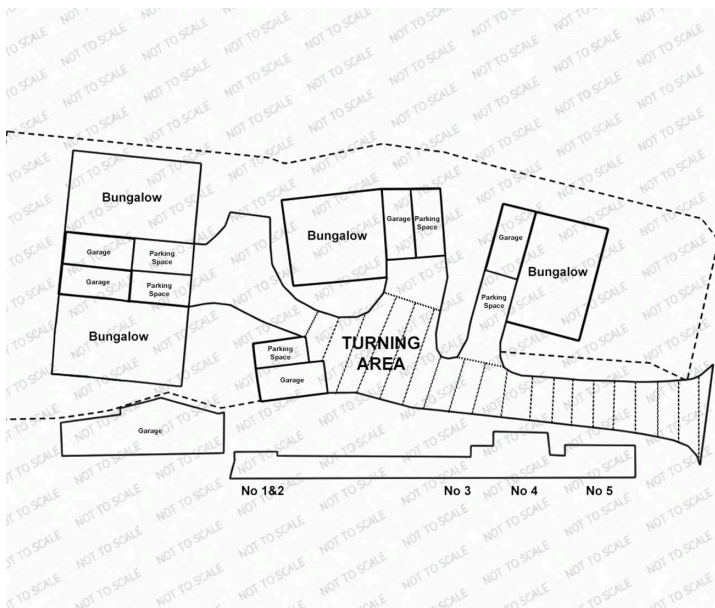 Bungalow
Garage
Parking
Space
Garage
Parking
Space
Bungalow
Bungalow
Garage
Parking
Space
Garage
Bungalow
Parking
Space
Parking
Space
Garage
TURNING
AREA
Garage
No 1&2
No 3
No 4
No 5
NOT TO SCALE